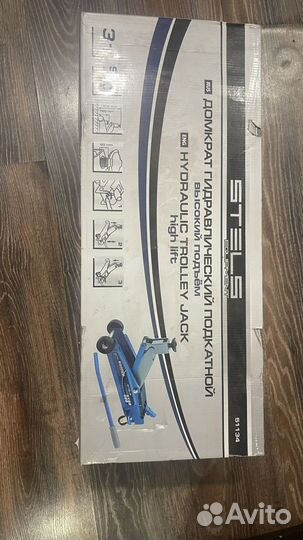 STELS
RUS ДОМКРАТ ГИДРАВЛИЧЕСКИЙ ПОДКАТНОЙ
ВЫСОКИЙ ПОДЪЕМ
ENG HYDRAULIC TROLLEY JACK
high lift
51134
Avito